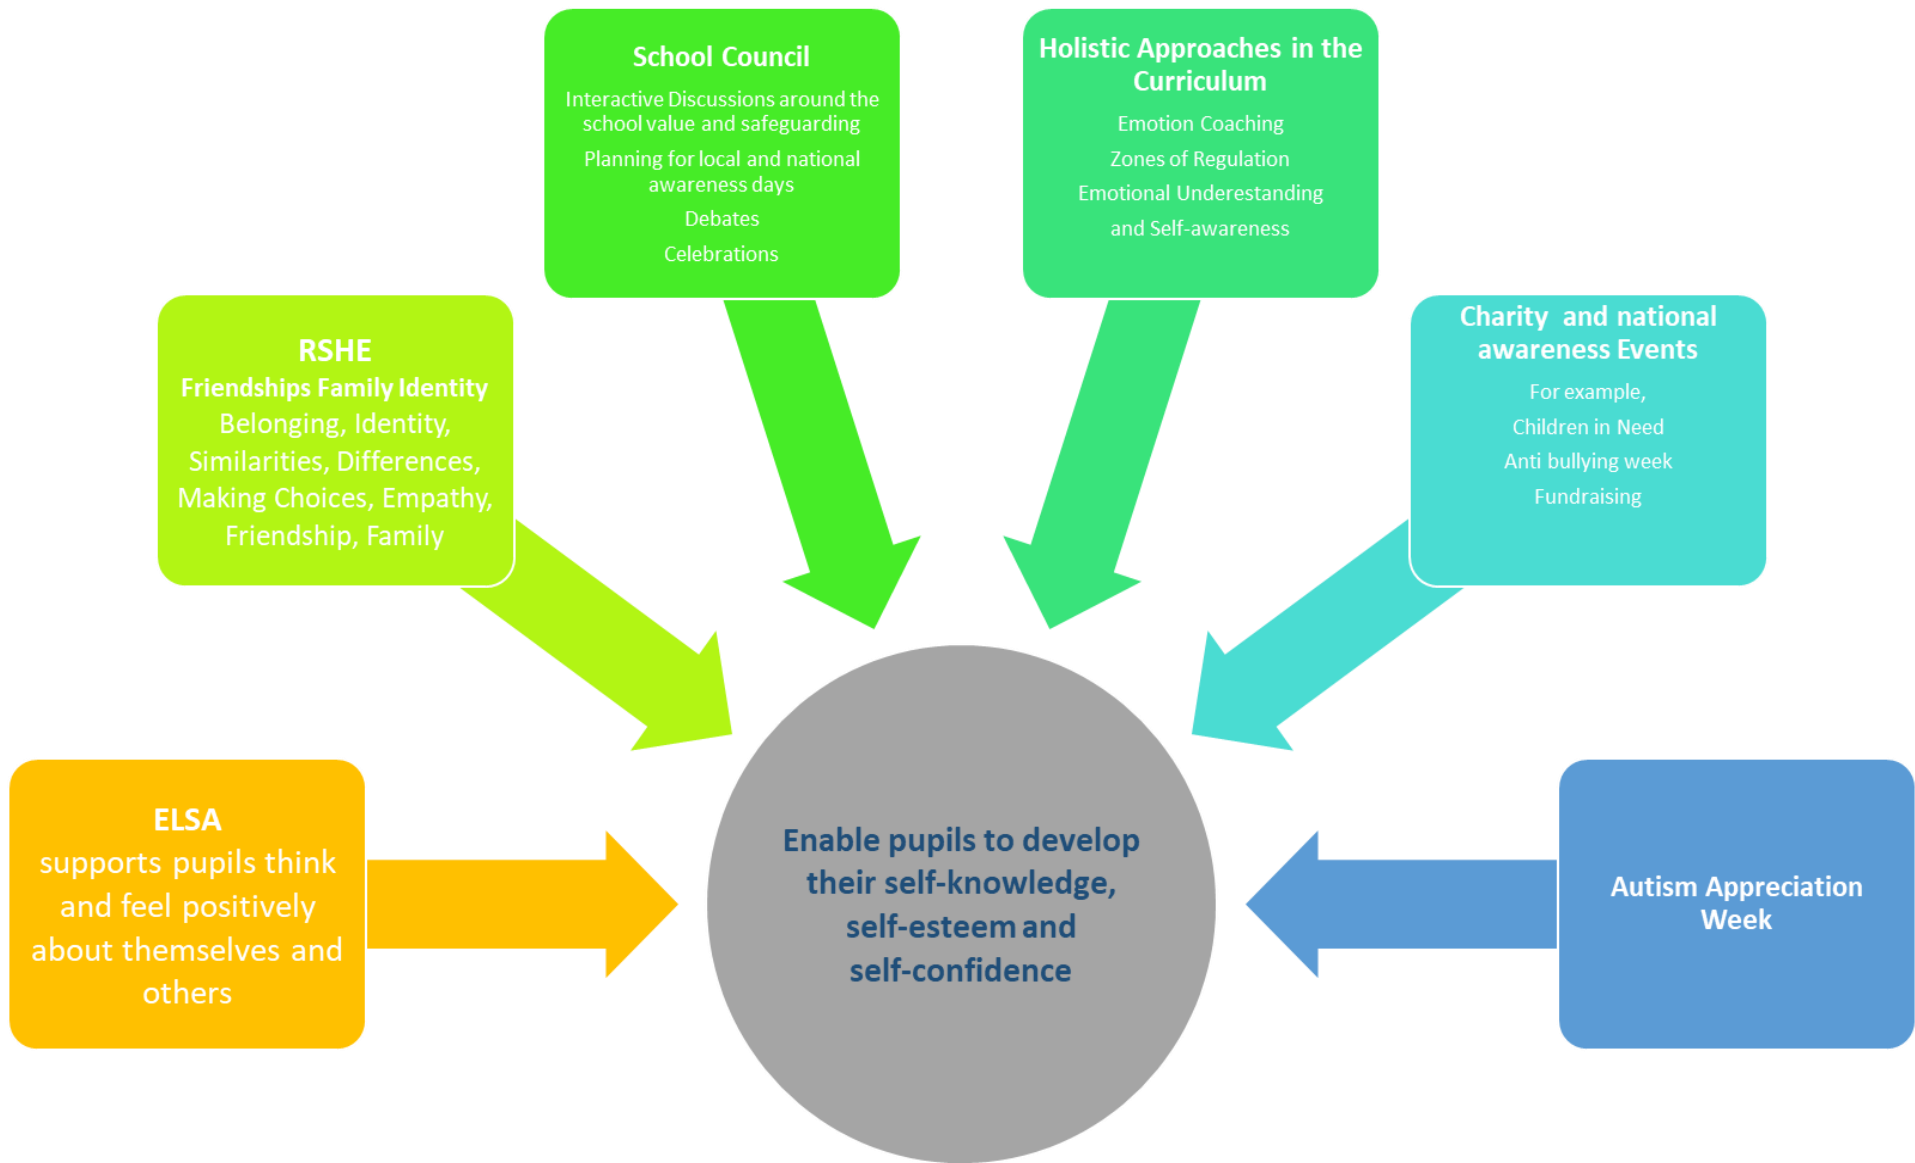 School Council
Interactive Discussions around the
school value and safeguarding
Planning for local and national
awareness days
Debates
Celebrations
Holistic Approaches in the
Curriculum
Emotion Coaching
Zones of Regulation
Emotional Underestanding
and Self-awareness
RSHE
Friendships Family Identity
Belonging, Identity,
Similarities, Differences,
Making Choices, Empathy,
Friendship, Family
Charity and national
awareness Events
For example,
Children in Need
Anti bullying week
Fundraising
ELSA
supports pupils think
and feel positively
about themselves and
others
Enable pupils to develop
their self-knowledge,
self-esteem and
self-confidence
Autism Appreciation
Week